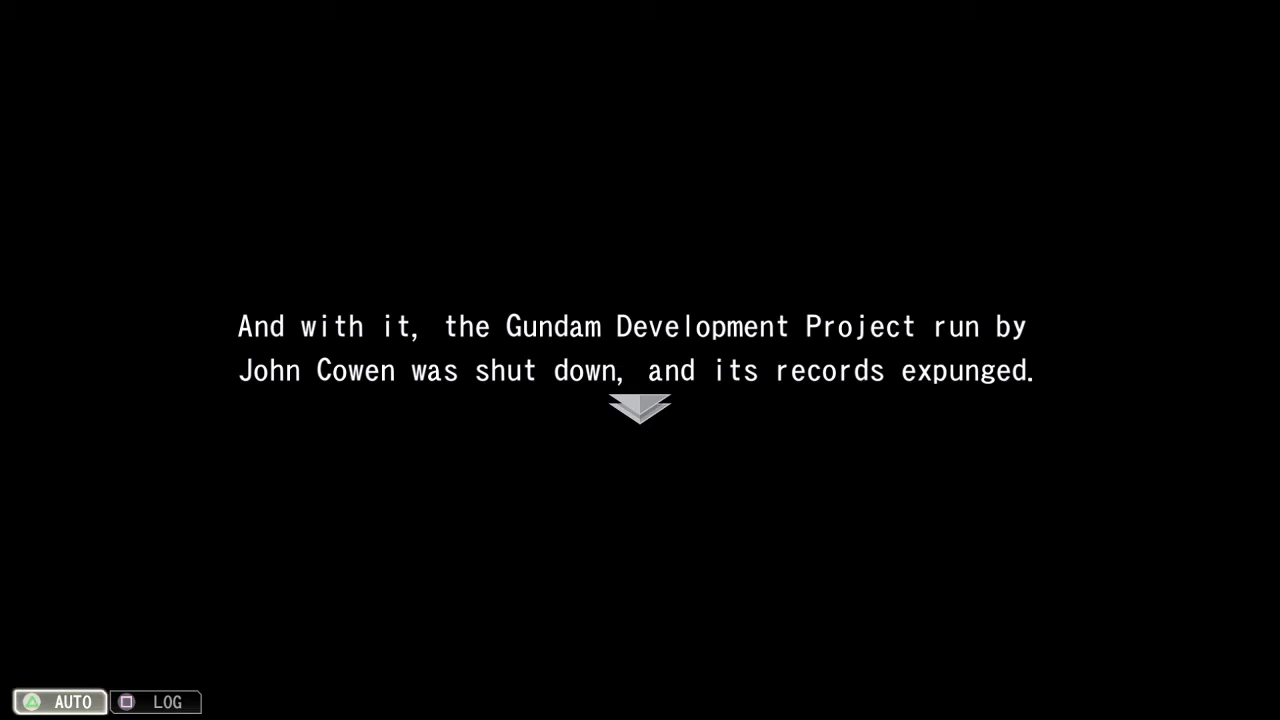 And with it, the Gundam Development Project run by
John Cowen was shut down, and its records expunged.
AUTO
LOG